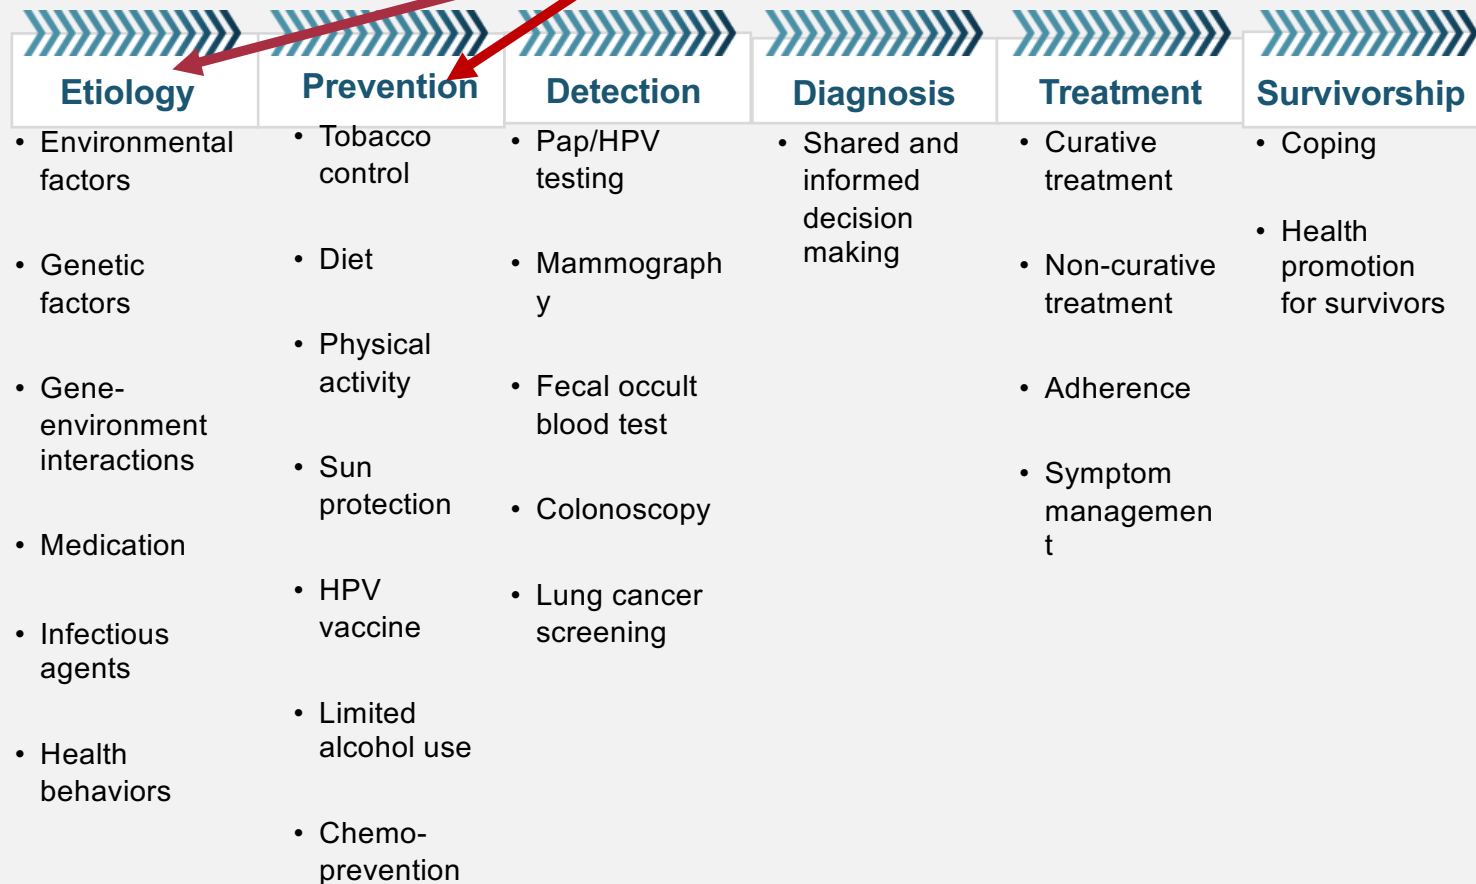 Etiology
• Environmental
factors
• Genetic
factors
• Gene-
environment
interactions
• Medication
• Infectious
agents
• Health
behaviors
Prevention
• Tobacco
control
• Diet
• Physical
activity
• Sun
protection
• HPV
vaccine
• Limited
alcohol use
• Chemo-
prevention
Detection
• Pap/HPV
testing
• Mammograph
y
• Fecal occult
blood test
• Colonoscopy
• Lung cancer
screening
Diagnosis
• Shared and
informed
decision
making
Treatment
• Curative
treatment
• Non-curative
treatment
• Adherence
• Symptom
managemen
t
Survivorship
• Coping
• Health
promotion
for survivors